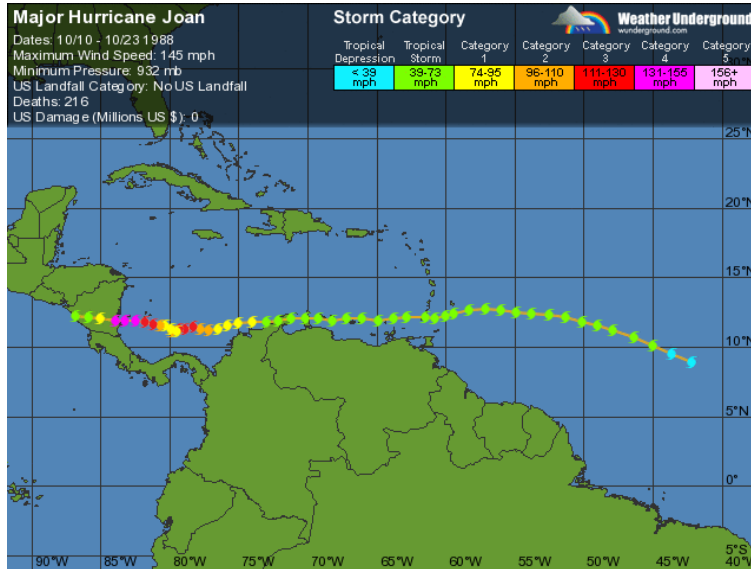 Major Hurricane Joan
Dates: 10/10 - 10/23 1988
Maximum Wind Speed: 145 mph
Minimum Pressure: 932 mb
US Landfall Category: No US Landfall
Deaths: 216
US Damage (Millions US $): 0
Storm Category
Weather Underground
wunderground.com
Tropical Depression
< 39 mph
Tropical Storm
39-73 mph
Category 1
74-95 mph
Category 2
96-110 mph
Category 3
111-130 mph
Category 4
131-155 mph
Category 5
156+ mph
30°N
25°N
20°N
15°N
10°N
5°N
0°
5°S
90°W 85°W 80°W 75°W 70°W 65°W 60°W 55°W 50°W 45°W 40°W